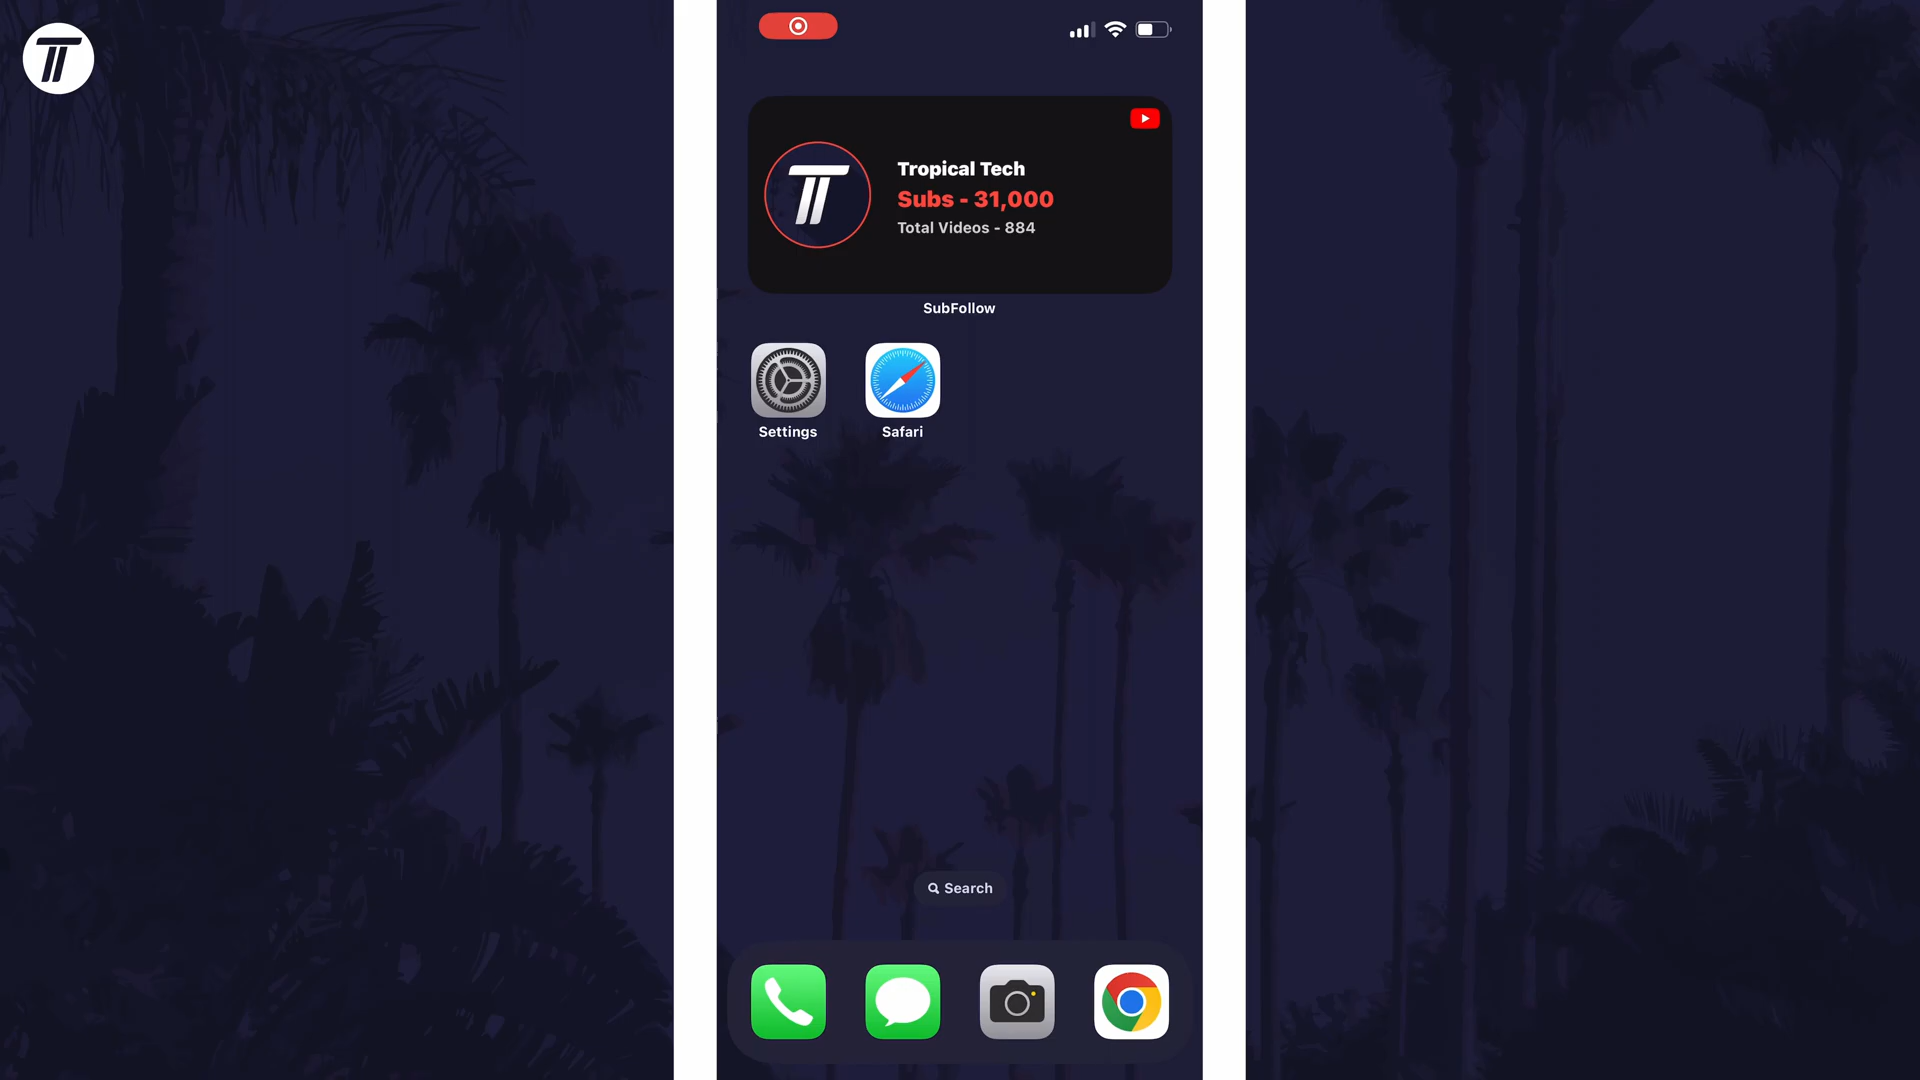 Tropical Tech
Subs - 31,000
Total Videos - 884
SubFollow
Settings
Safari
Search